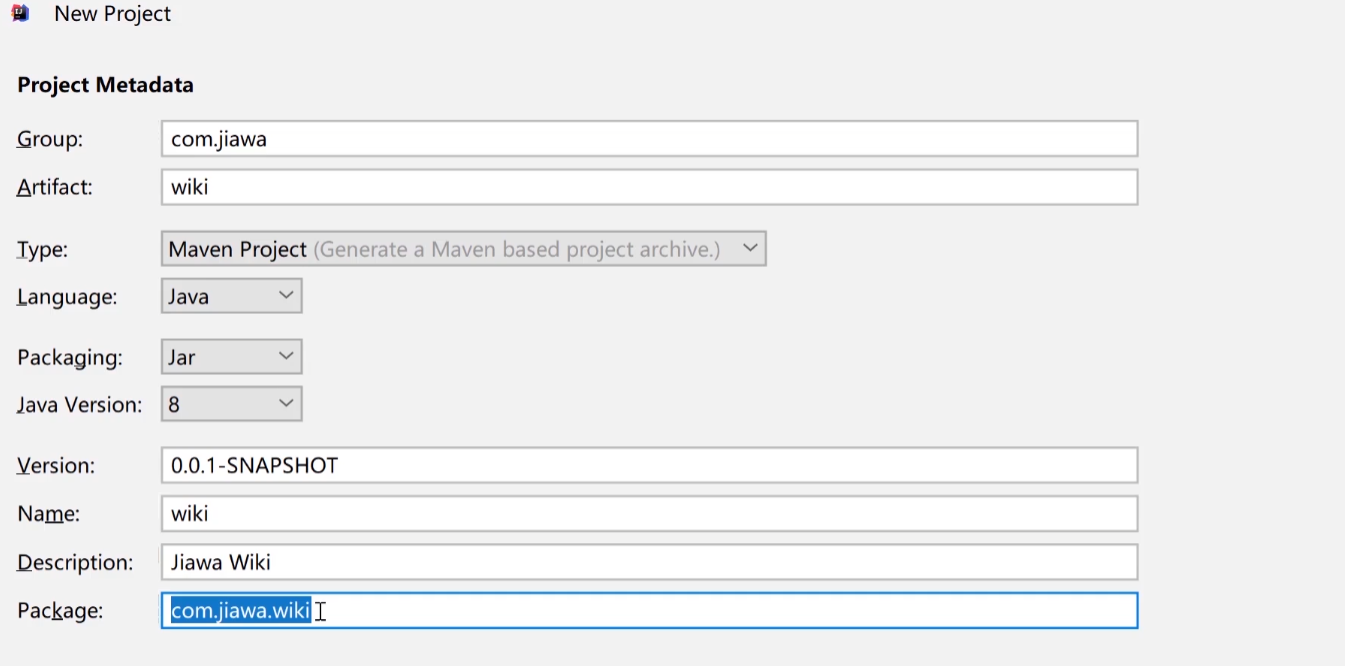 New Project
Project Metadata
Group: com.jiawa
Artifact: wiki
Type: Maven Project (Generate a Maven based project archive.)
Language: Java
Packaging: Jar
Java Version: 8
Version: 0.0.1-SNAPSHOT
Name: wiki
Description: Jiawa Wiki
Package: com.jiawa.wiki